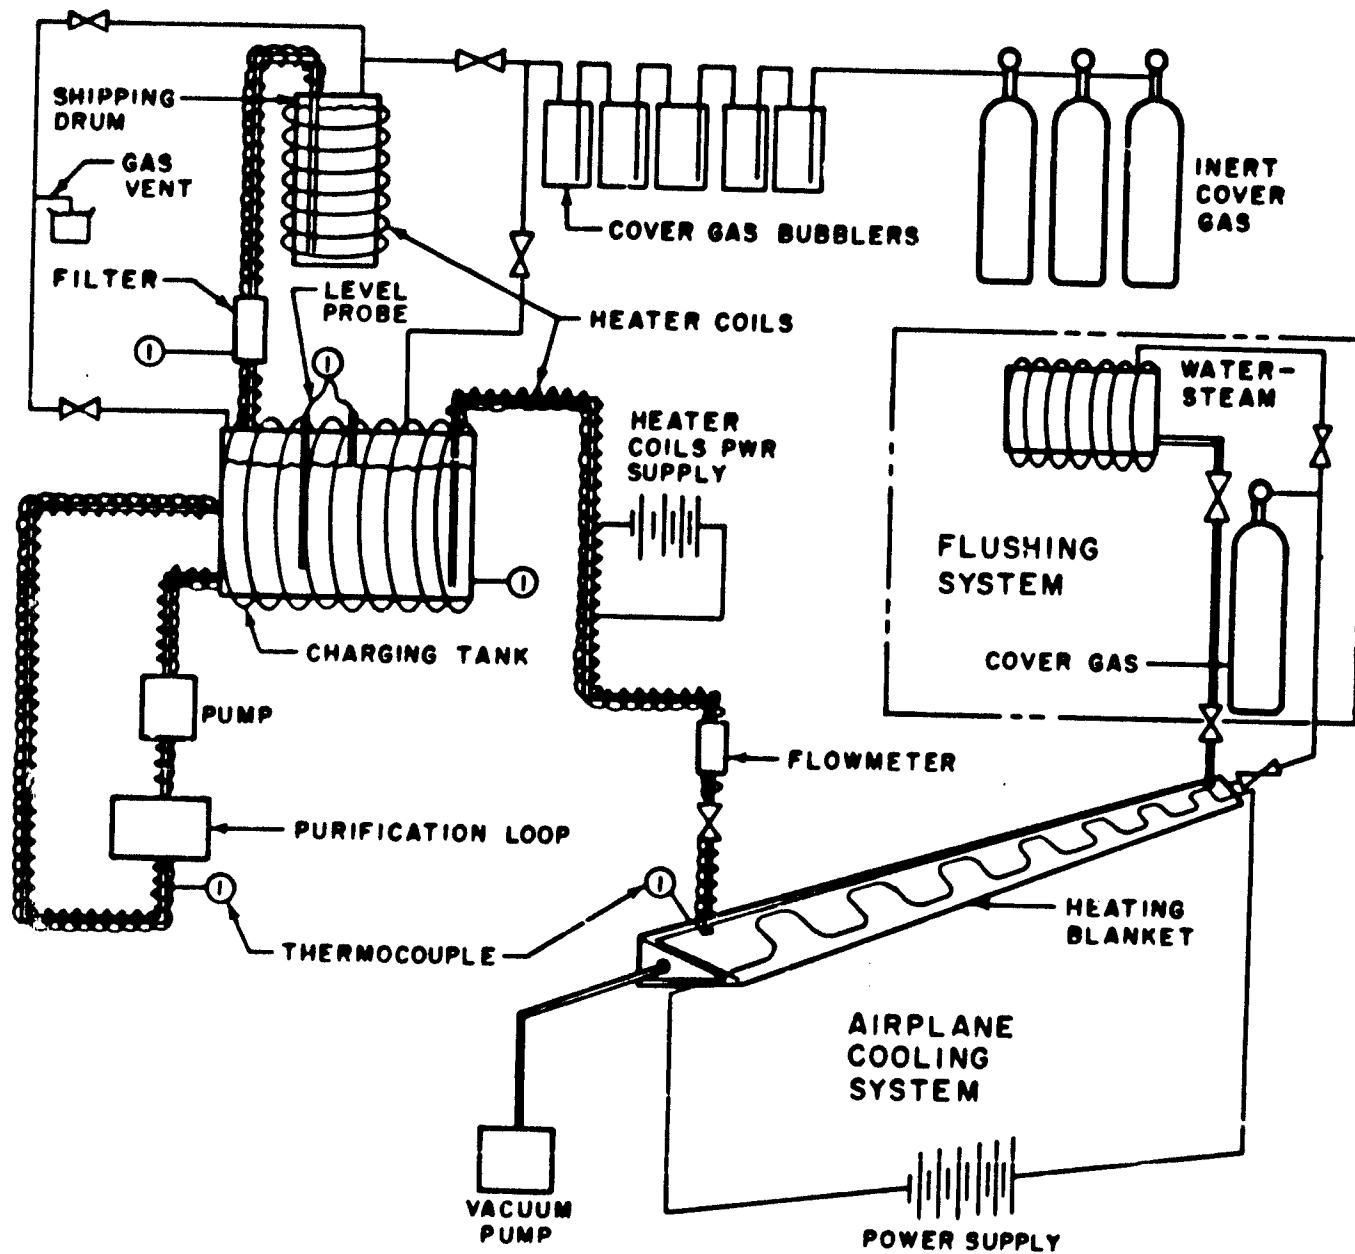 SHIPPING
DRUM
GAS
VENT
FILTER
LEVEL
PROBE
COVER GAS BUBBLERS
INERT
COVER
GAS
HEATER COILS
HEATER
COILS PWR
SUPPLY
WATER-
STEAM
FLUSHING
SYSTEM
COVER GAS
CHARGING TANK
PUMP
FLOWMETER
PURIFICATION LOOP
THERMOCOUPLE
HEATING
BLANKET
AIRPLANE
COOLING
SYSTEM
VACUUM
PUMP
POWER SUPPLY
I
I
I
I
I